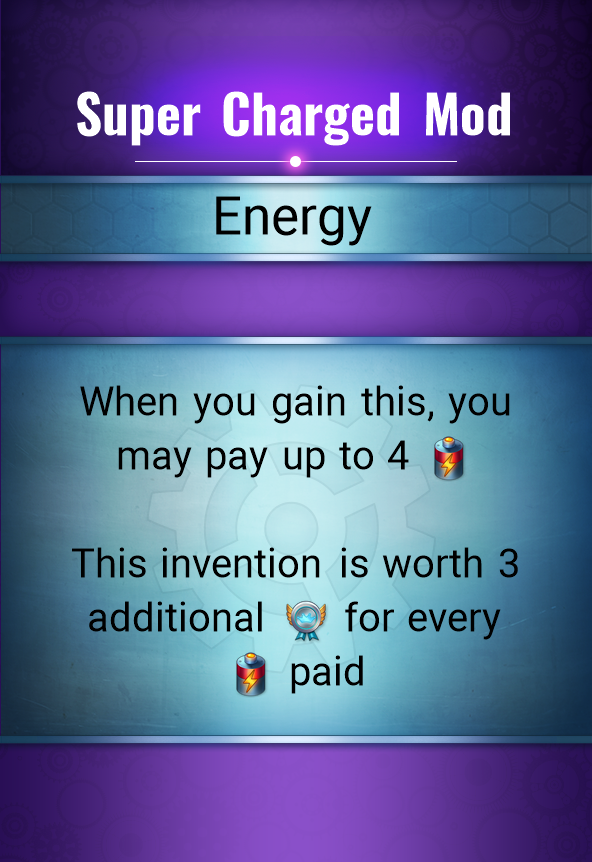 Super Charged Mod
Energy
When you gain this, you
may pay up to 4
This invention is worth 3
additional for every
paid